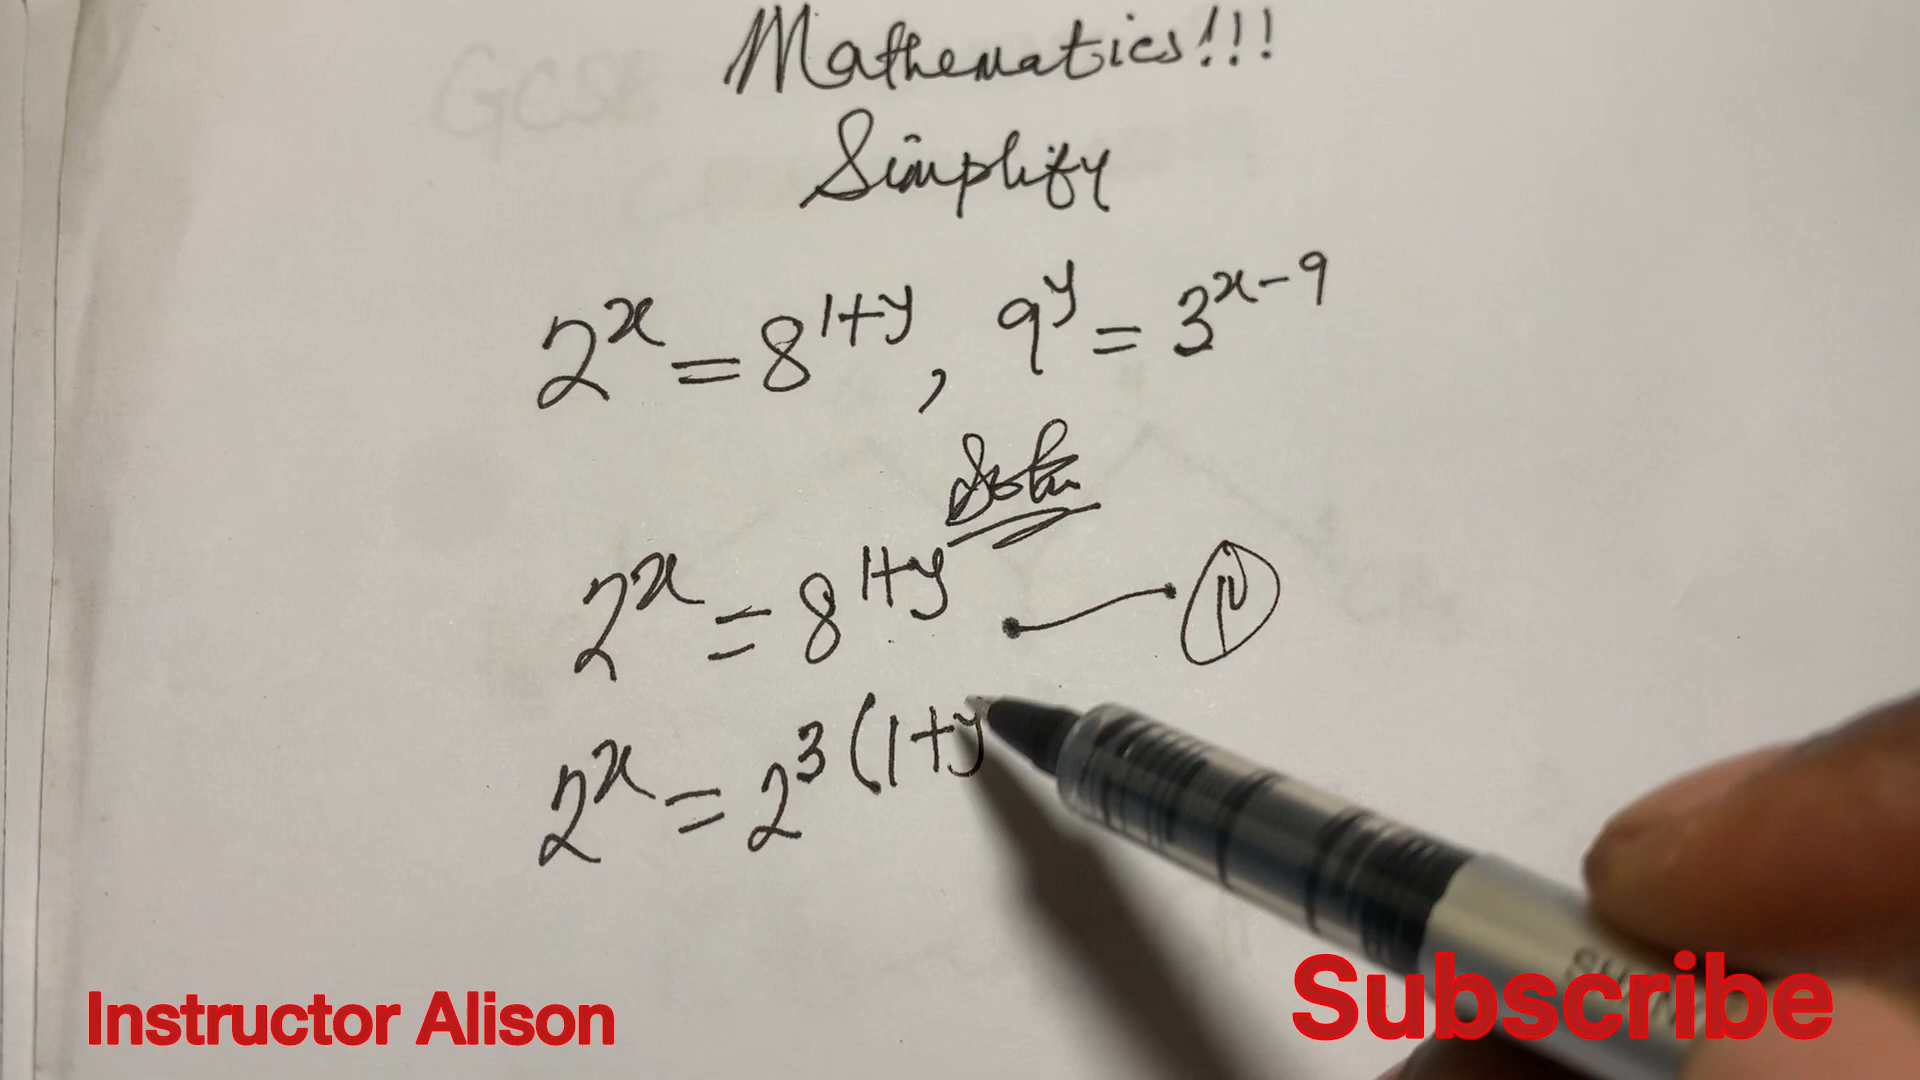 Mathematics!!!
Simplify
2^x = 8^{1+y}, 9^y = 3^{x-9}
Soln
2^x = 8^{1+y}
2^x = 2^{3(1+y
Instructor Alison
Subscribe